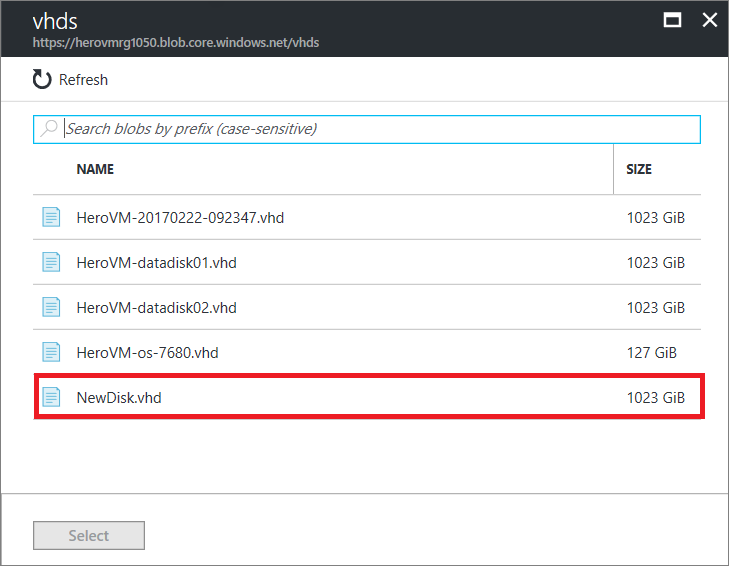 vhds
https://herovmrg1050.blob.core.windows.net/vhds
Refresh
Search blobs by prefix (case-sensitive)
NAME SIZE
HeroVM-20170222-092347.vhd 1023 GiB
HeroVM-datadisk01.vhd 1023 GiB
HeroVM-datadisk02.vhd 1023 GiB
HeroVM-os-7680.vhd 127 GiB
NewDisk.vhd 1023 GiB
Select